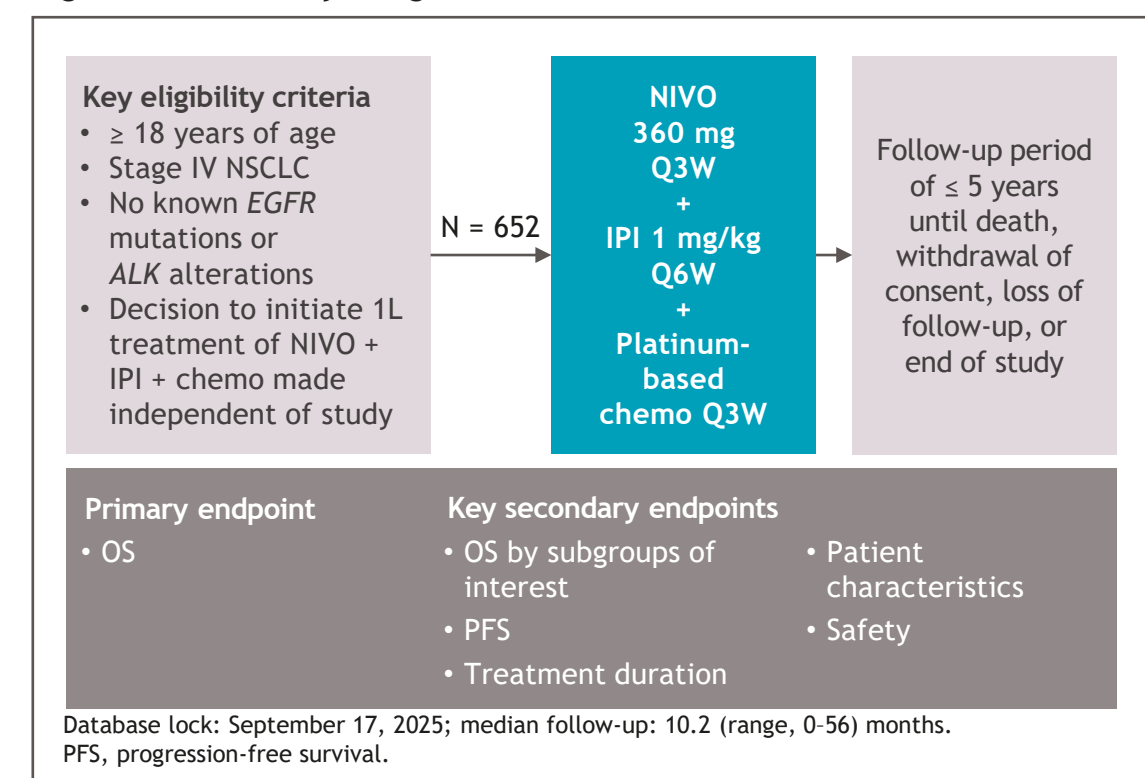 Key eligibility criteria
• ≥ 18 years of age
• Stage IV NSCLC
• No known EGFR
mutations or
ALK alterations
• Decision to initiate 1L
treatment of NIVO +
IPI + chemo made
independent of study
N = 652
NIVO
360 mg
Q3W
+
IPI 1 mg/kg
Q6W
+
Platinum-
based
chemo Q3W
Follow-up period
of ≤ 5 years
until death,
withdrawal of
consent, loss of
follow-up, or
end of study
Primary endpoint
• OS
Key secondary endpoints
• OS by subgroups of
interest
• PFS
• Treatment duration
• Patient
characteristics
• Safety
Database lock: September 17, 2025; median follow-up: 10.2 (range, 0–56) months.
PFS, progression-free survival.